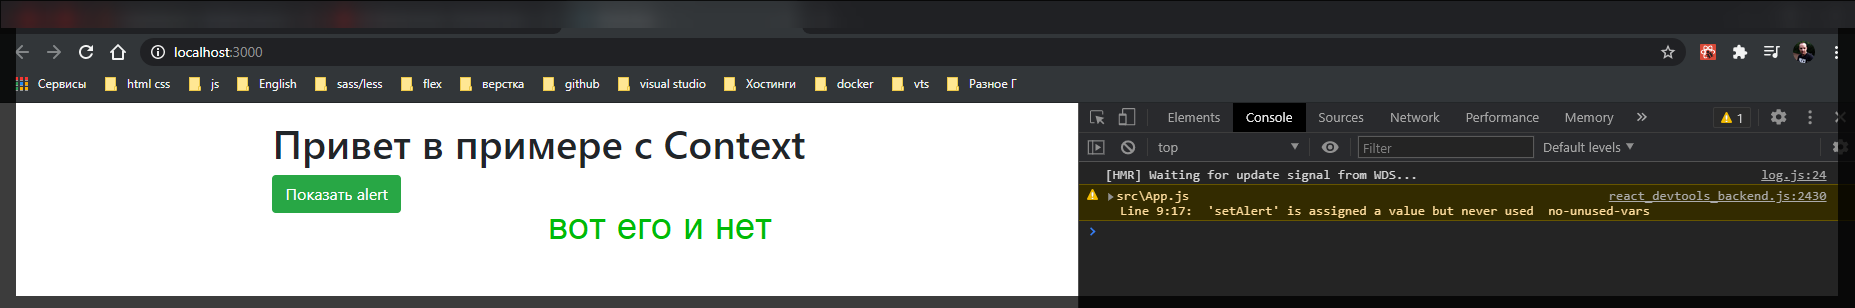 localhost:3000
Сервисы html css js English sass/less flex верстка github visual studio Хостинги docker vts Разное Г
Привет в примере с Context
Показать alert
вот его и нет
Elements Console Sources Network Performance Memory » 1
top Filter Default levels ▼
[HMR] Waiting for update signal from WDS... log.js:24
src\App.js react_devtools_backend.js:2430
Line 9:17: 'setAlert' is assigned a value but never used no-unused-vars